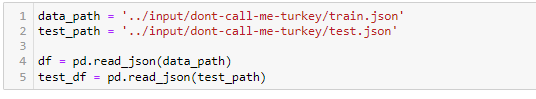 1 data_path = '../input/dont-call-me-turkey/train.json'
2 test_path = '../input/dont-call-me-turkey/test.json'
3
4 df = pd.read_json(data_path)
5 test_df = pd.read_json(test_path)